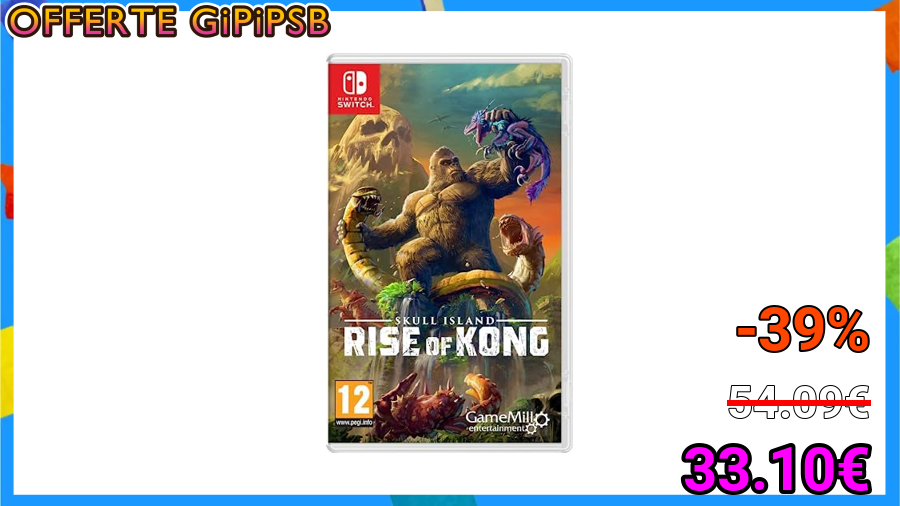 OFFERTE GiPiPSB
NINTENDO
SWITCH
SKULL ISLAND
RISE OF KONG
12
www.pegi.info
GameMill
entertainment
-39%
54.09€
33.10€